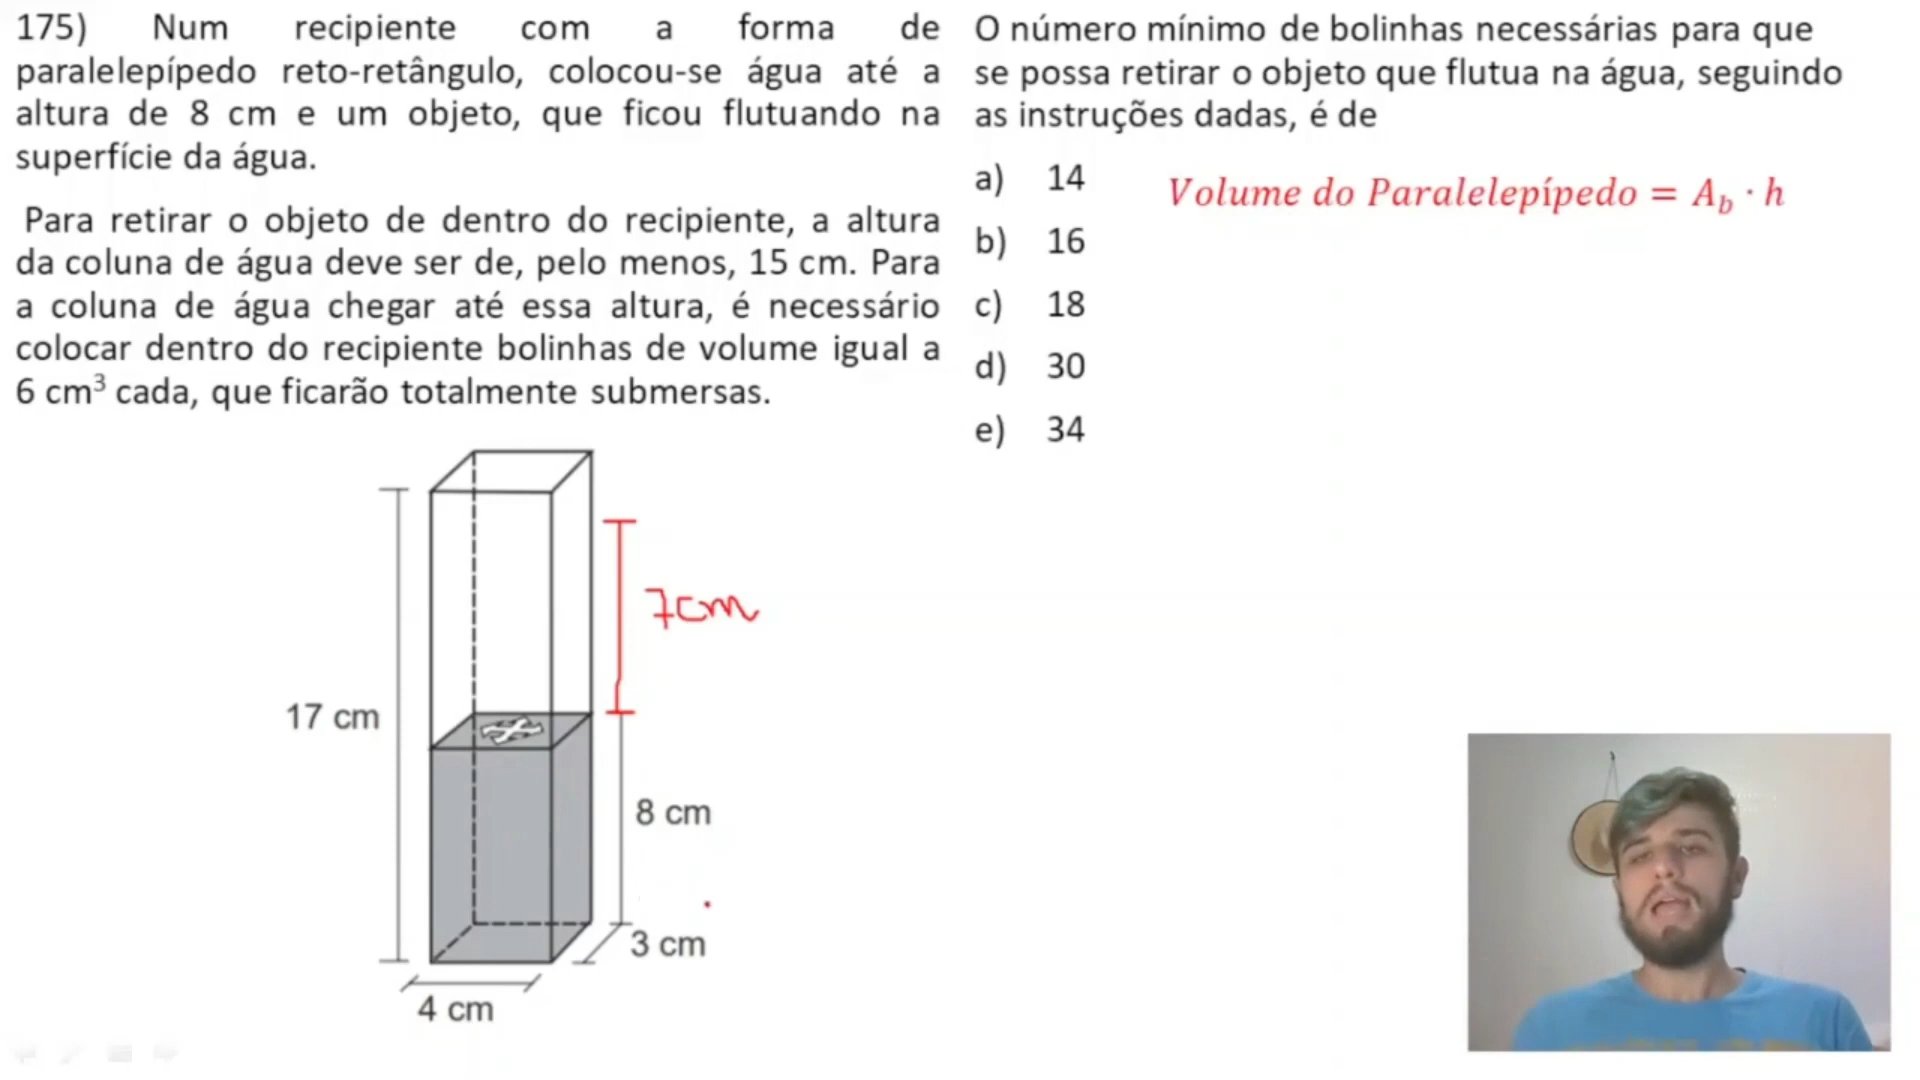 175) Num recipiente com a forma de
paralelepípedo reto-retângulo, colocou-se água até a
altura de 8 cm e um objeto, que ficou flutuando na
superfície da água.
Para retirar o objeto de dentro do recipiente, a altura
da coluna de água deve ser de, pelo menos, 15 cm. Para
a coluna de água chegar até essa altura, é necessário
colocar dentro do recipiente bolinhas de volume igual a
6 cm³ cada, que ficarão totalmente submersas.
7cm
17 cm
8 cm
3 cm
4 cm
O número mínimo de bolinhas necessárias para que
se possa retirar o objeto que flutua na água, seguindo
as instruções dadas, é de
a) 14
b) 16
c) 18
d) 30
e) 34
Volume do Paralelepípedo = A_b · h